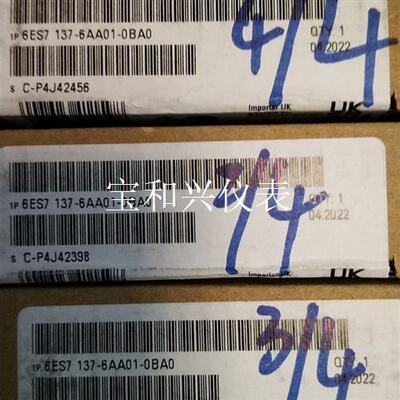 1P 6ES7 137-6AA01-0BA0
QTY: 1
04.2022
S C-P4J42456
Importer UK
UK
4/4
1P 6ES7 137-6AA01-0BA0
QTY: 1
04.2022
宝和兴仪表
S C-P4J42398
Importer UK
UK
1P 6ES7 137-6AA01-0BA0
QTY: 1
04.2022
3/4